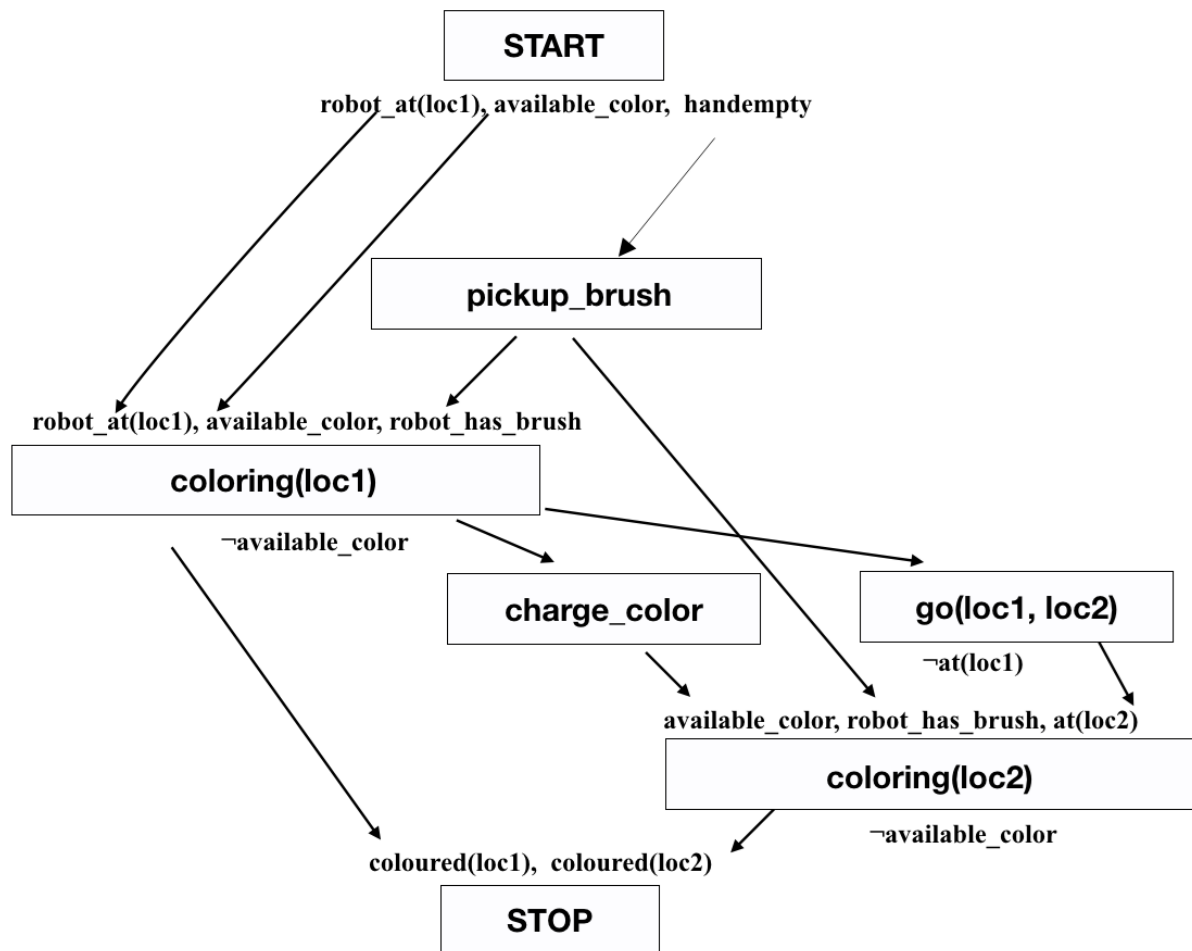 START
robot_at(loc1), available_color, handempty
pickup_brush
robot_at(loc1), available_color, robot_has_brush
coloring(loc1)
¬available_color
charge_color
go(loc1, loc2)
¬at(loc1)
available_color, robot_has_brush, at(loc2)
coloring(loc2)
¬available_color
coloured(loc1), coloured(loc2)
STOP